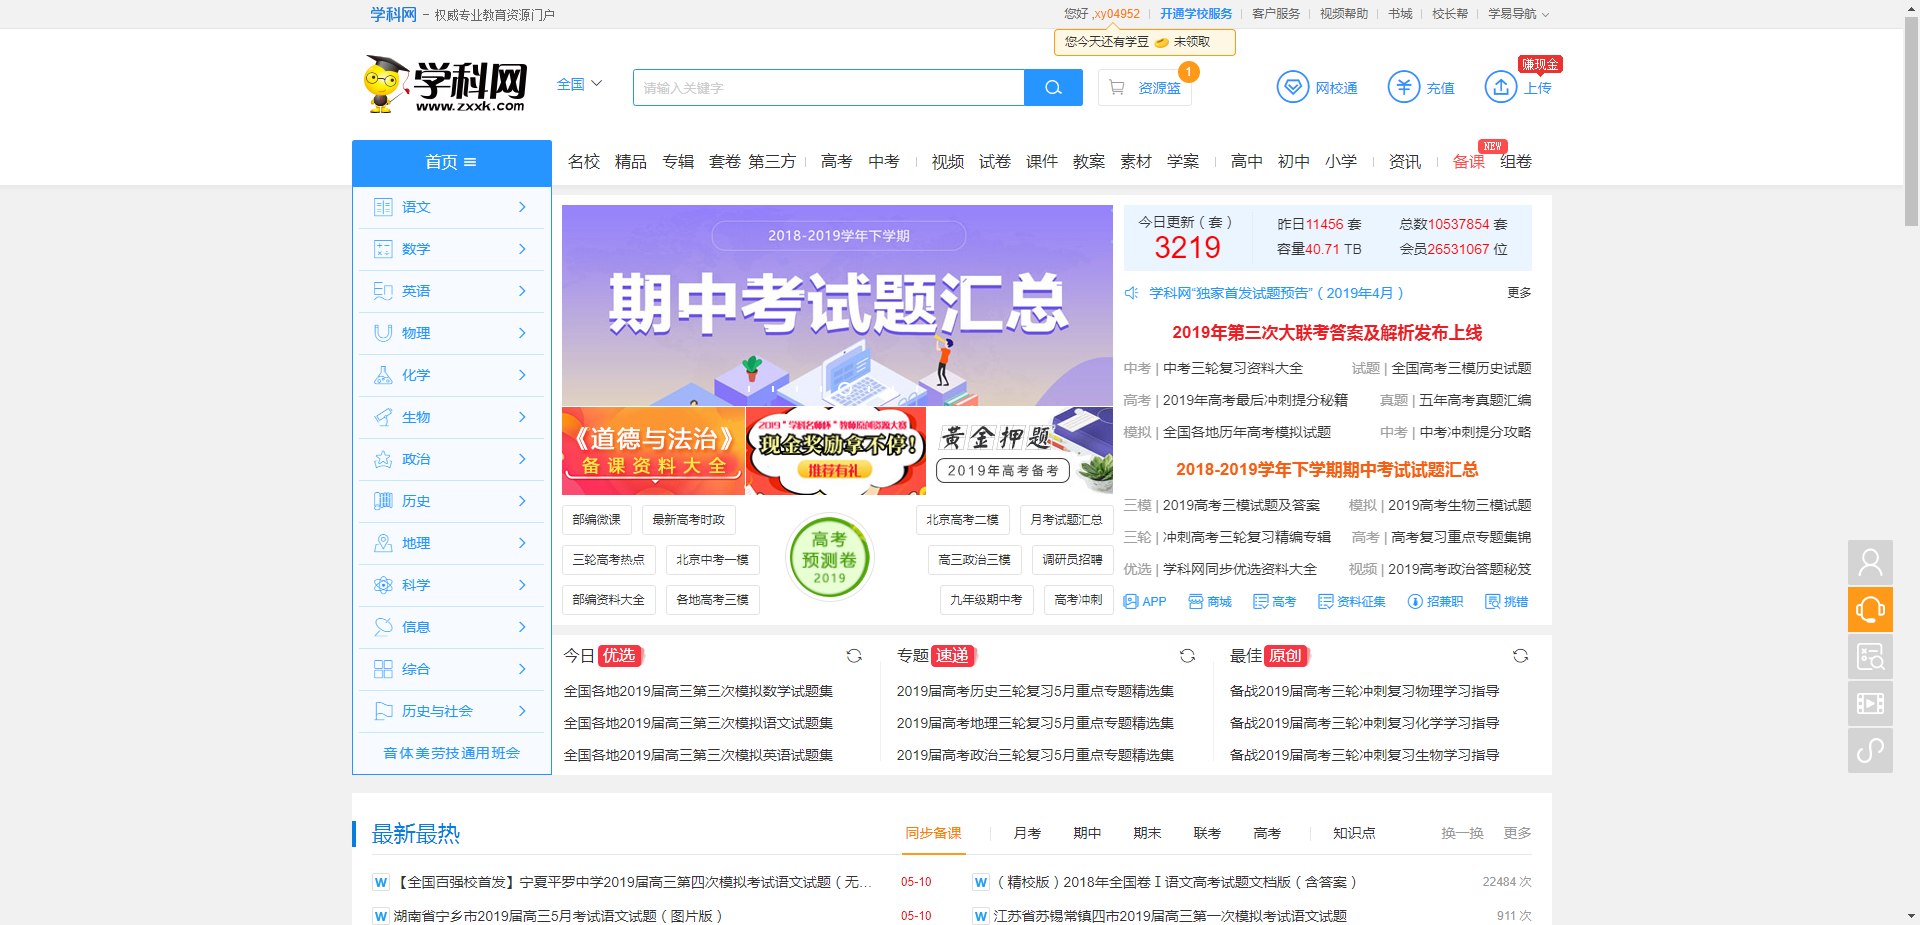 学科网 – 权威专业教育资源门户
您好 ,xy04952 开通学校服务 客户服务 视频帮助 书城 校长帮 学易导航
您今天还有学豆 未领取
学科网
www.zxxk.com
全国
请输入关键字
资源篮 1
网校通 充值 上传
赚现金
首页
名校 精品 专辑 套卷 第三方 高考 中考 视频 试卷 课件 教案 素材 学案 高中 初中 小学 资讯 备课 组卷
NEW
语文
数学
英语
物理
化学
生物
政治
历史
地理
科学
信息
综合
历史与社会
音体美劳技通用班会
2018-2019学年下学期
期中考试题汇总
《道德与法治》
备课资料大全
2019“学科名师杯”教师原创资源大赛
现金奖励拿不停!
推荐有礼
黄金押题
2019年高考备考
部编微课 最新高考时政
三轮高考热点 北京中考一模
部编资料大全 各地高考三模
高考
预测卷
2019
北京高考二模 月考试题汇总
高三政治三模 调研员招聘
九年级期中考 高考冲刺
今日更新（套）
3219
昨日11456 套 总数10537854 套
容量40.71 TB 会员26531067 位
学科网“独家首发试题预告”（2019年4月） 更多
2019年第三次大联考答案及解析发布上线
中考 | 中考三轮复习资料大全 试题 | 全国高考三模历史试题
高考 | 2019年高考最后冲刺提分秘籍 真题 | 五年高考真题汇编
模拟 | 全国各地历年高考模拟试题 中考 | 中考冲刺提分攻略
2018-2019学年下学期期中考试试题汇总
三模 | 2019高考三模试题及答案 模拟 | 2019高考生物三模试题
三轮 | 冲刺高考三轮复习精编专辑 高考 | 高考复习重点专题集锦
优选 | 学科网同步优选资料大全 视频 | 2019高考政治答题秘笈
APP 商城 高考 资料征集 招兼职 挑错
今日 优选
全国各地2019届高三第三次模拟数学试题集
全国各地2019届高三第三次模拟语文试题集
全国各地2019届高三第三次模拟英语试题集
专题 速递
2019届高考历史三轮复习5月重点专题精选集
2019届高考地理三轮复习5月重点专题精选集
2019届高考政治三轮复习5月重点专题精选集
最佳 原创
备战2019届高考三轮冲刺复习物理学习指导
备战2019届高考三轮冲刺复习化学学习指导
备战2019届高考三轮冲刺复习生物学习指导
最新最热
同步备课 月考 期中 期末 联考 高考 知识点 换一换 更多
W 【全国百强校首发】宁夏平罗中学2019届高三第四次模拟考试语文试题（无... 05-10
W （精校版）2018年全国卷Ⅰ语文高考试题文档版（含答案） 22484 次
W 湖南省宁乡市2019届高三5月考试语文试题（图片版） 05-10
W 江苏省苏锡常镇四市2019届高三第一次模拟考试语文试题 911 次